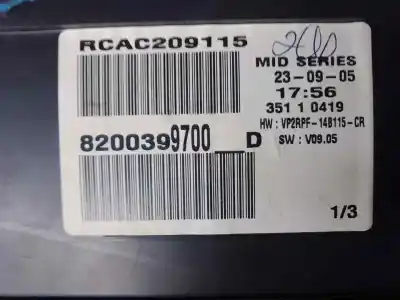 RCAC209115
MID SERIES
23-09-05
17:56
351 1 0419
HW : VP2RPF-14B115-CR
8200399700__D
SW : V09.05
1/3